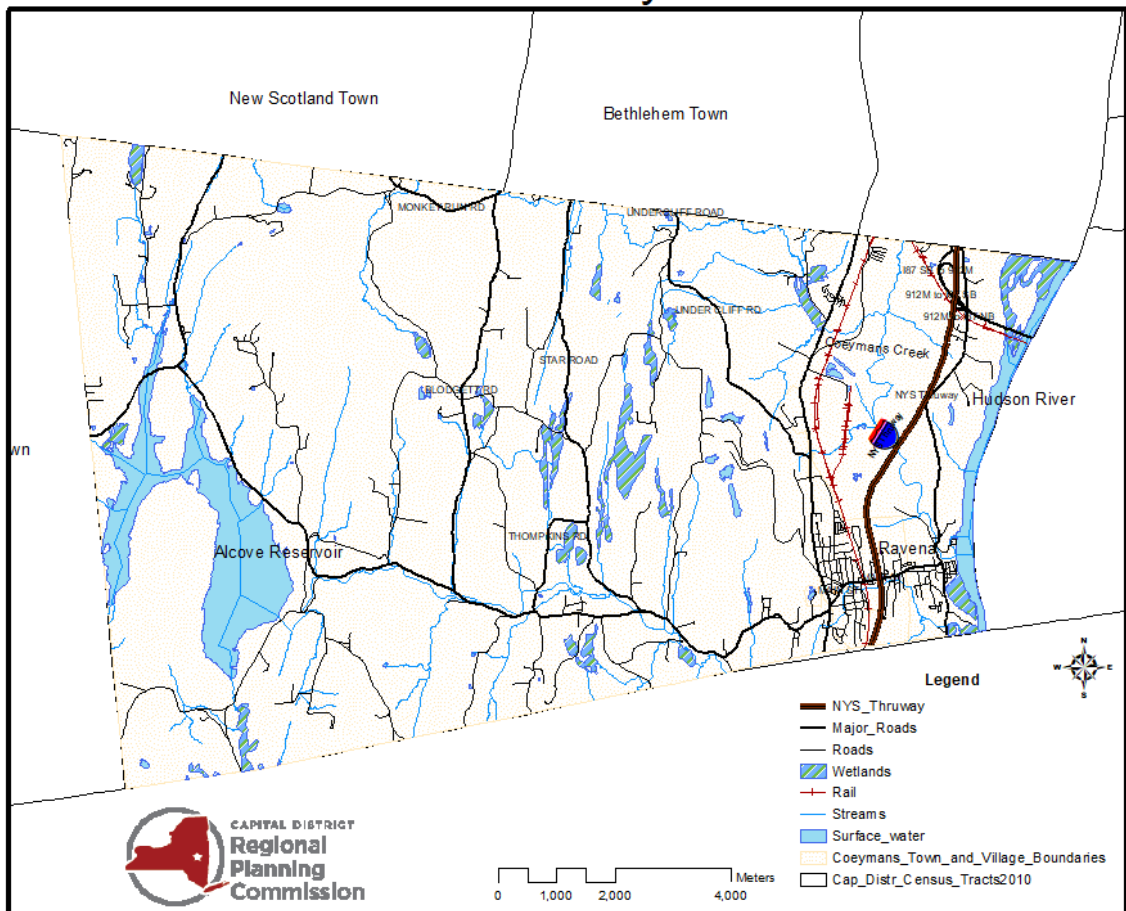 New Scotland Town
Bethlehem Town
MONKEY RUN RD
UNDERCLIFF ROAD
UNDER CLIFF RD
Coeymans Creek
STAR ROAD
BLODGETT RD
NYS Thruway
Hudson River
wn
THOMPKINS RD
Alcove Reservoir
Ravena
N
W
E
S
Legend
NYS_Thruway
Major_Roads
Roads
Wetlands
Rail
Streams
Surface_water
Coeymans_Town_and_Village_Boundaries
Cap_Distr_Census_Tracts2010
CAPITAL DISTRICT
Regional
Planning
Commission
Meters
0 1,000 2,000 4,000